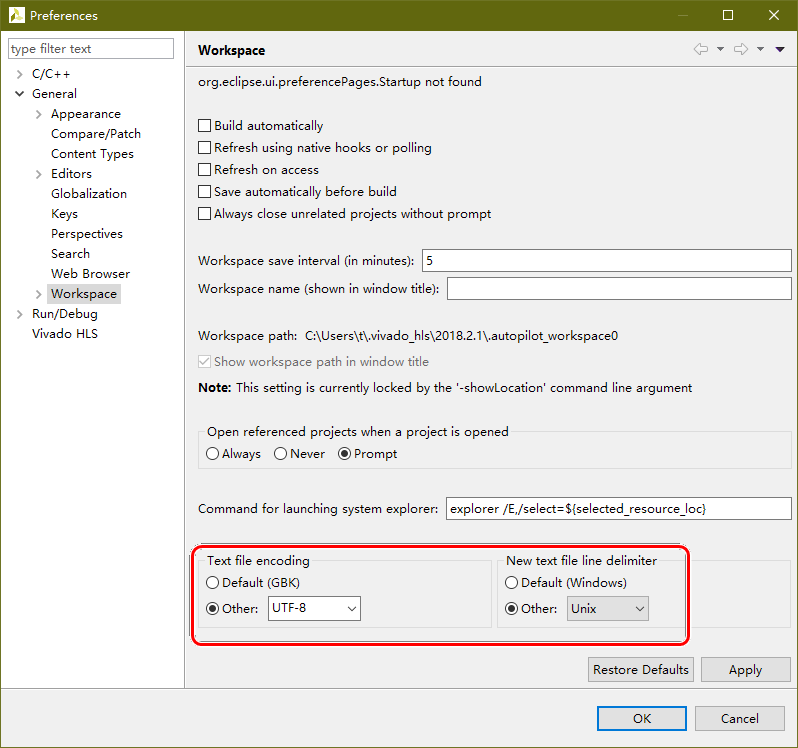 Preferences
type filter text
C/C++
General
Appearance
Compare/Patch
Content Types
Editors
Globalization
Keys
Perspectives
Search
Web Browser
Workspace
Run/Debug
Vivado HLS
Workspace
org.eclipse.ui.preferencePages.Startup not found
Build automatically
Refresh using native hooks or polling
Refresh on access
Save automatically before build
Always close unrelated projects without prompt
Workspace save interval (in minutes): 5
Workspace name (shown in window title):
Workspace path: C:\Users\t\.vivado_hls\2018.2.1\.autopilot_workspace0
Show workspace path in window title
Note: This setting is currently locked by the '-showLocation' command line argument
Open referenced projects when a project is opened
Always Never Prompt
Command for launching system explorer: explorer /E,/select=${selected_resource_loc}
Text file encoding
Default (GBK)
Other: UTF-8
New text file line delimiter
Default (Windows)
Other: Unix
Restore Defaults Apply
OK Cancel